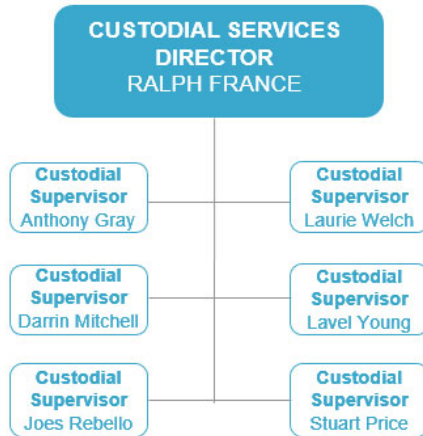 CUSTODIAL SERVICES
DIRECTOR
RALPH FRANCE
Custodial
Supervisor
Anthony Gray
Custodial
Supervisor
Laurie Welch
Custodial
Supervisor
Darrin Mitchell
Custodial
Supervisor
Lavel Young
Custodial
Supervisor
Joes Rebello
Custodial
Supervisor
Stuart Price